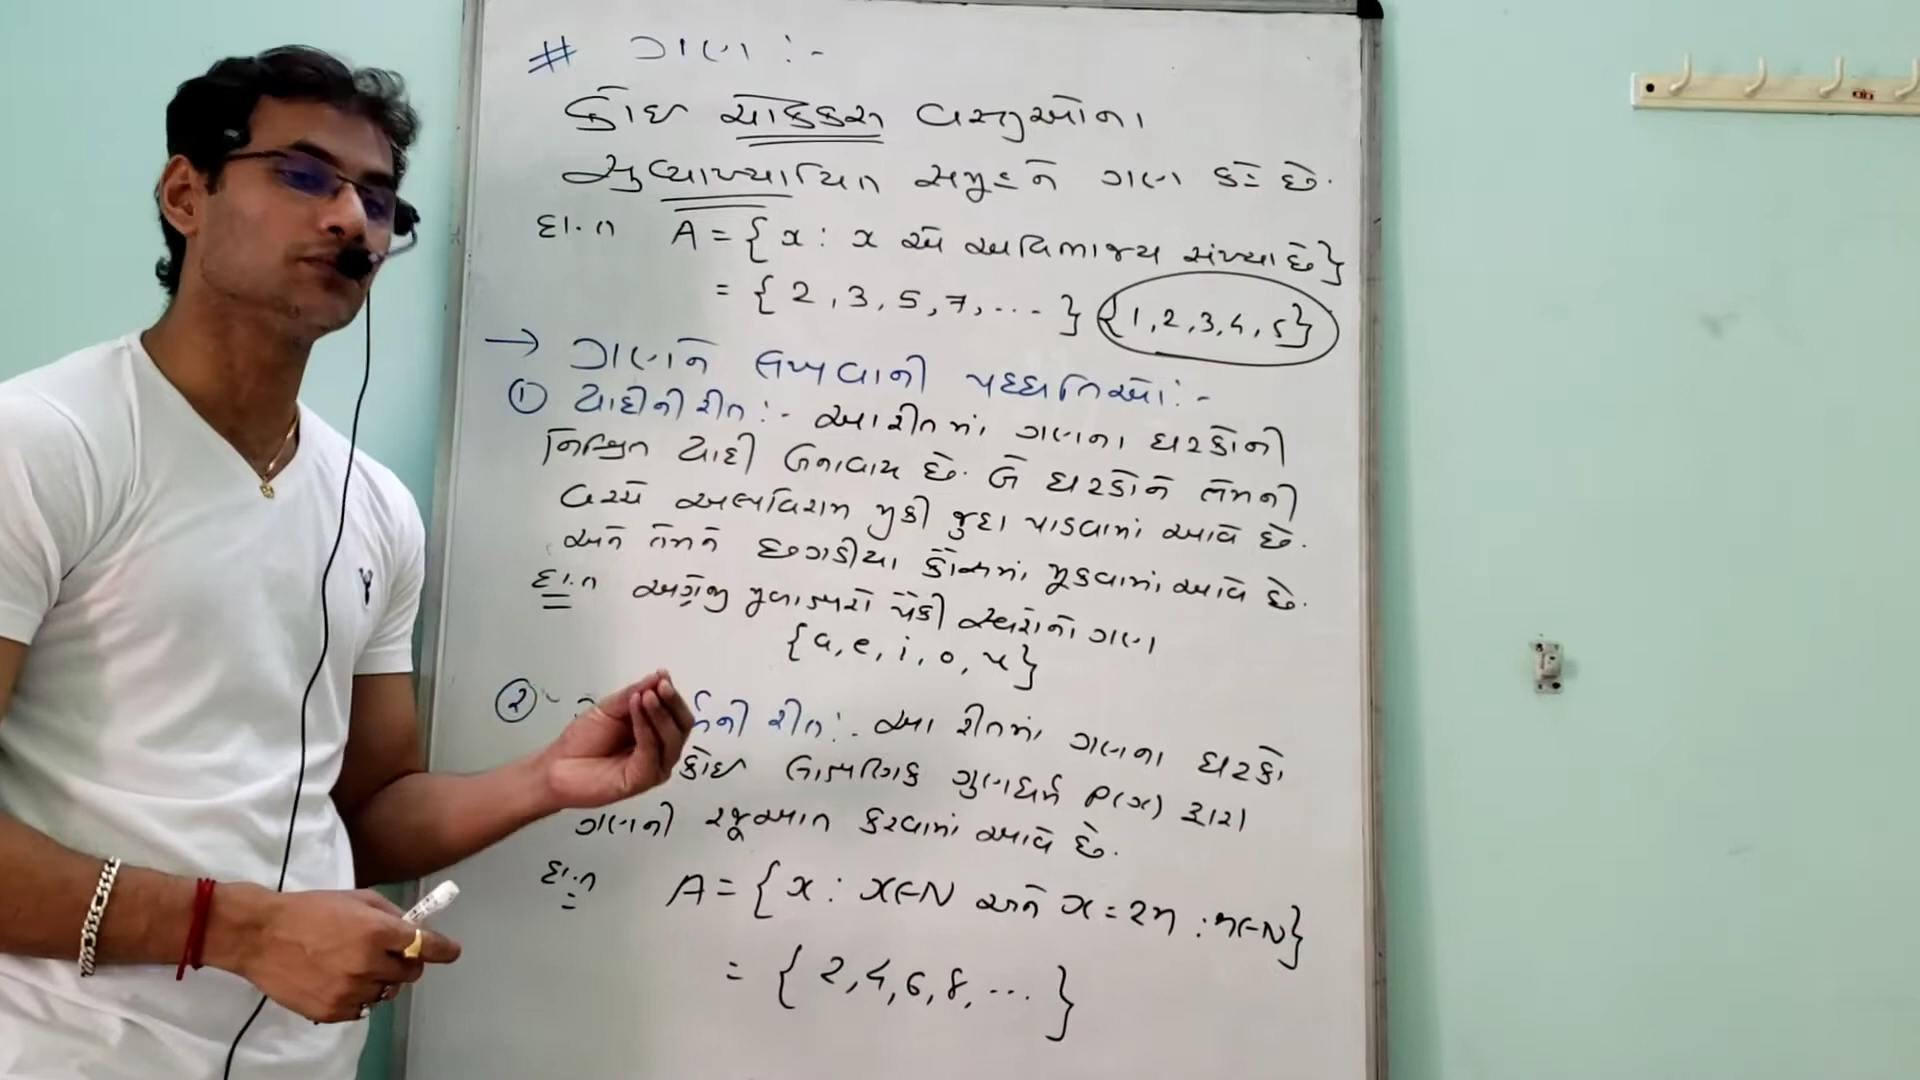 # ગણ :-
કોઇ ચોક્કસ વસ્તુઓના
સુવ્યાખ્યાયિત સમુહને ગણ કહે છે.
દા.ત A = {x : x એ અવિભાજ્ય સંખ્યા છે}
= {2, 3, 5, 7, ... } {1, 2, 3, 4, 5}
→ ગણને લખવાની પધ્ધતિઓ :-
① યાદીની રીત :- આ રીતમાં ગણના ઘટકોની
નિશ્ચિત યાદી બનાવાય છે. બે ઘટકોને તેમની
વચ્ચે અલ્પવિરામ મુકી જુદા પાડવામાં આવે છે.
અને તેમને છગડીયા કૌંસમાં મૂકવામાં આવે છે.
દા.ત અંગ્રેજી મુળાક્ષરો પૈકી સ્વરોનો ગણ
{a, e, i, o, u}
② ની રીત :- આ રીતમાં ગણના ઘટકો
કોઇ લાક્ષણિક ગુણધર્મ P(x) દ્વારા
ગણની રજૂઆત કરવામાં આવે છે.
દા.ત A = {x : x∈N અને x = 2n : n∈N}
= { 2, 4, 6, 8, ... }